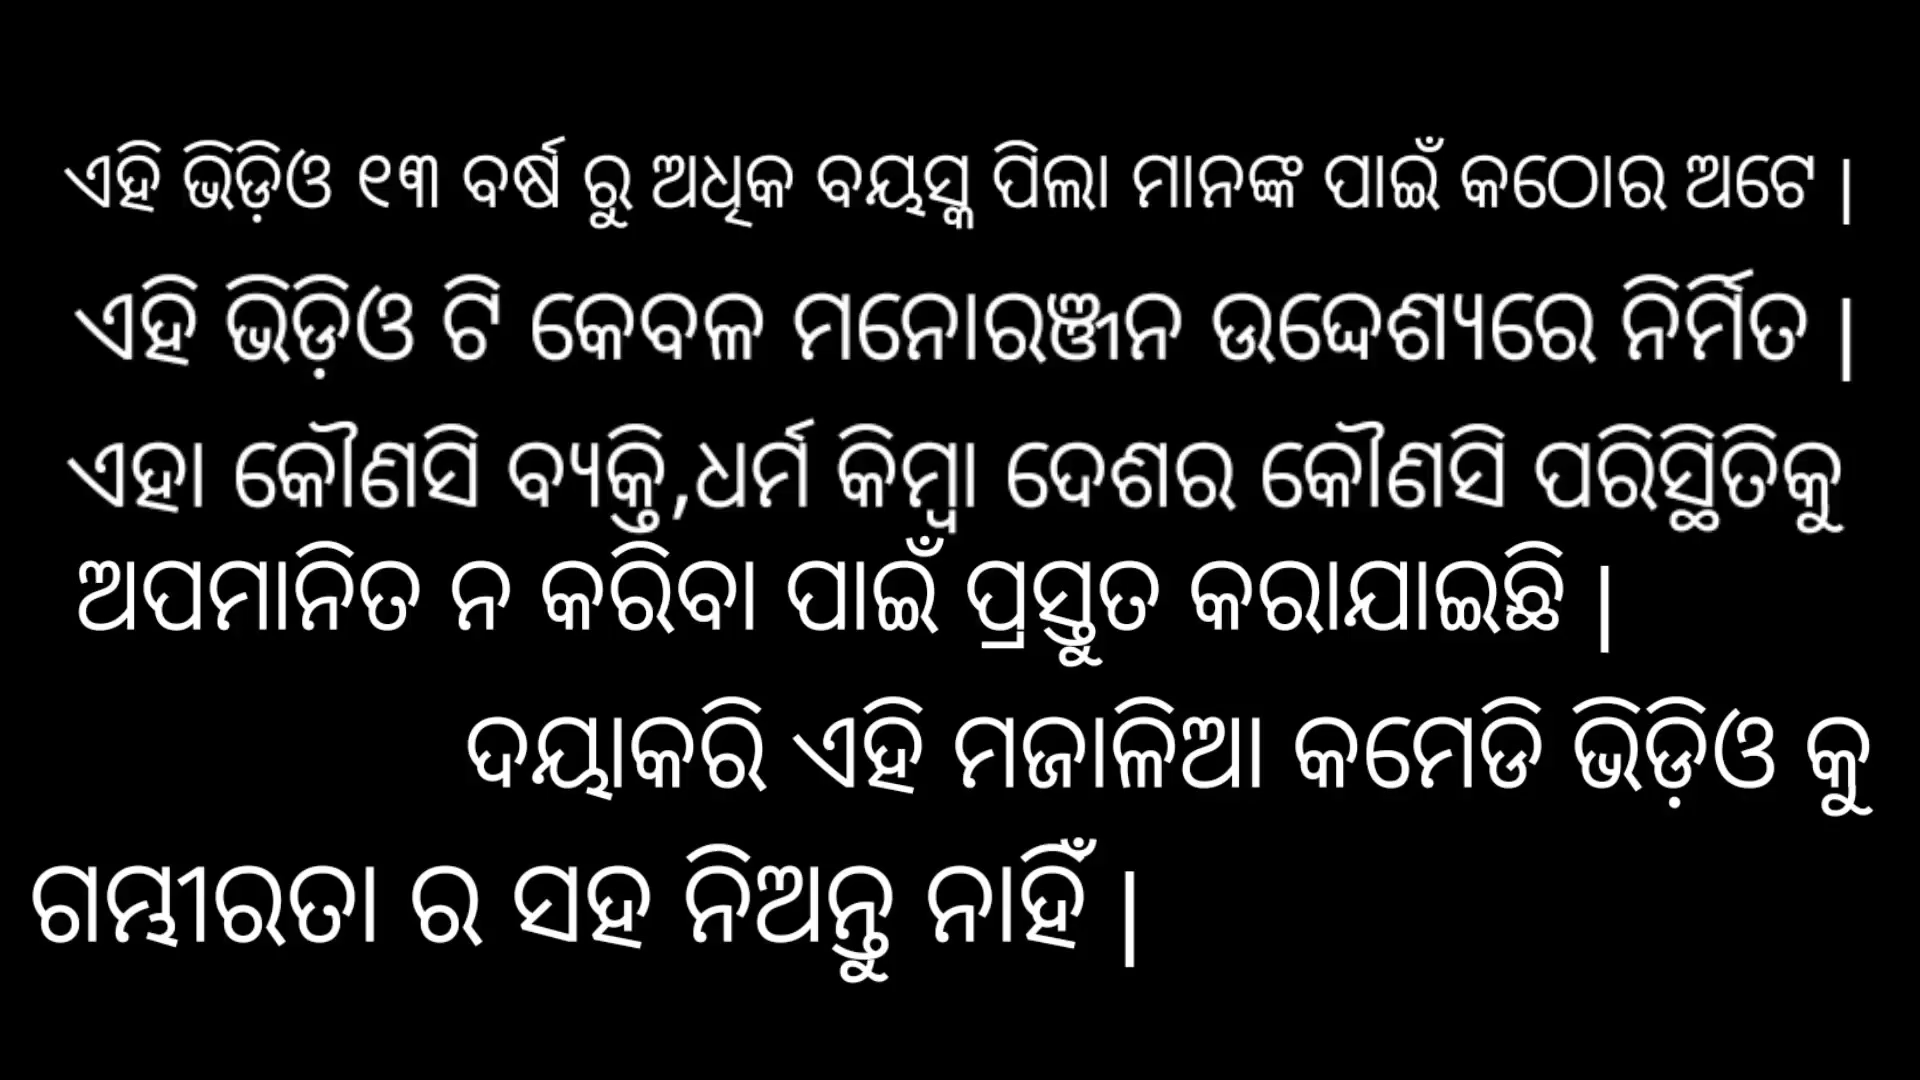 ଏହି ଭିଡ଼ିଓ ୧୩ ବର୍ଷ ରୁ ଅଧିକ ବୟସ୍କ ପିଲା ମାନଙ୍କ ପାଇଁ କଠୋର ଅଟେ |
ଏହି ଭିଡ଼ିଓ ଟି କେବଳ ମନୋରଞ୍ଜନ ଉଦ୍ଦେଶ୍ୟରେ ନିର୍ମିତ |
ଏହା କୌଣସି ବ୍ୟକ୍ତି,ଧର୍ମ କିମ୍ବା ଦେଶର କୌଣସି ପରିସ୍ଥିତିକୁ
ଅପମାନିତ ନ କରିବା ପାଇଁ ପ୍ରସ୍ତୁତ କରାଯାଇଛି |
ଦୟାକରି ଏହି ମଜାଳିଆ କମେଡି ଭିଡ଼ିଓ କୁ
ଗମ୍ଭୀରତା ର ସହ ନିଅନ୍ତୁ ନାହିଁ |